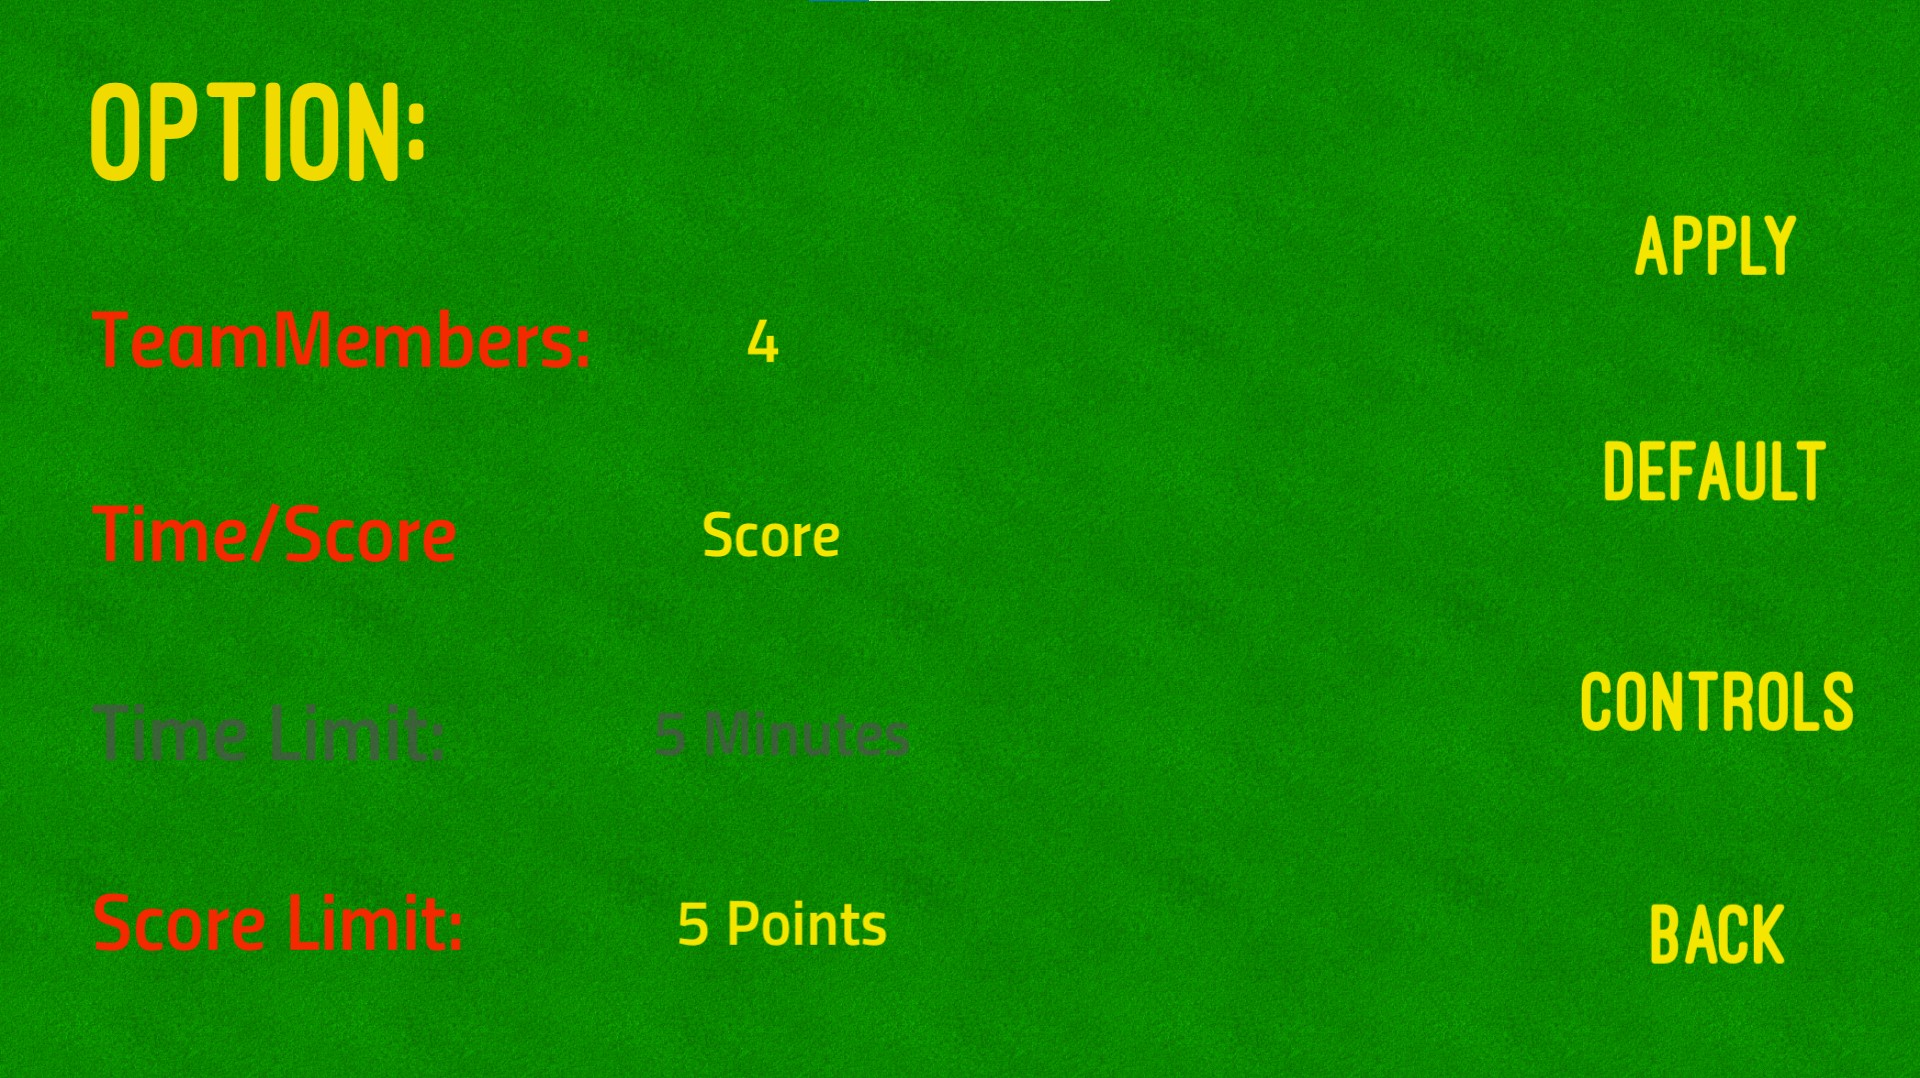 OPTION:
APPLY
TeamMembers: 4
DEFAULT
Time/Score Score
Time Limit: 5 Minutes
CONTROLS
Score Limit: 5 Points
BACK